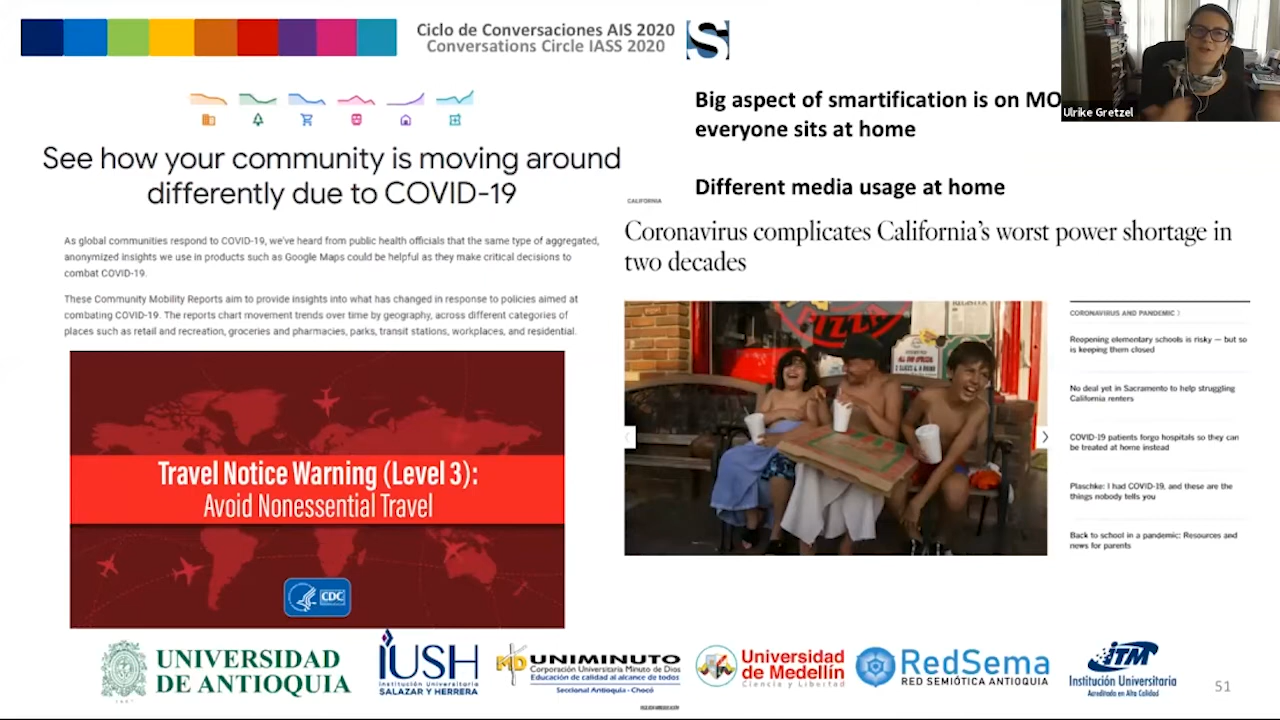 Ciclo de Conversaciones AIS 2020
Conversations Circle IASS 2020
S
Ulrike Gretzel
Big aspect of smartification is on MO
everyone sits at home
Different media usage at home
See how your community is moving around
differently due to COVID-19
As global communities respond to COVID-19, we've heard from public health officials that the same type of aggregated,
anonymized insights we use in products such as Google Maps could be helpful as they make critical decisions to
combat COVID-19.
These Community Mobility Reports aim to provide insights into what has changed in response to policies aimed at
combating COVID-19. The reports chart movement trends over time by geography, across different categories of
places such as retail and recreation, groceries and pharmacies, parks, transit stations, workplaces, and residential.
Travel Notice Warning (Level 3):
Avoid Nonessential Travel
CDC
CALIFORNIA
Coronavirus complicates California's worst power shortage in
two decades
PIZZA
CORONAVIRUS AND PANDEMIC
Reopening elementary schools is risky — but so
is keeping them closed
No deal yet in Sacramento to help struggling
California renters
COVID-19 patients forgo hospitals so they can
be treated at home instead
Plaschke: I had COVID-19, and these are the
things nobody tells you
Back to school in a pandemic: Resources and
news for parents
UNIVERSIDAD
DE ANTIOQUIA
IUSH
Institución Universitaria
SALAZAR Y HERRERA
MD UNIMINUTO
Corporación Universitaria Minuto de Dios
Educación de calidad al alcance de todos
Seccional Antioquia - Chocó
Universidad
de Medellín
Ciencia y Libertad
RedSema
RED SEMIÓTICA ANTIOQUIA
iTM
Institución Universitaria
Acreditada en Alta Calidad
51